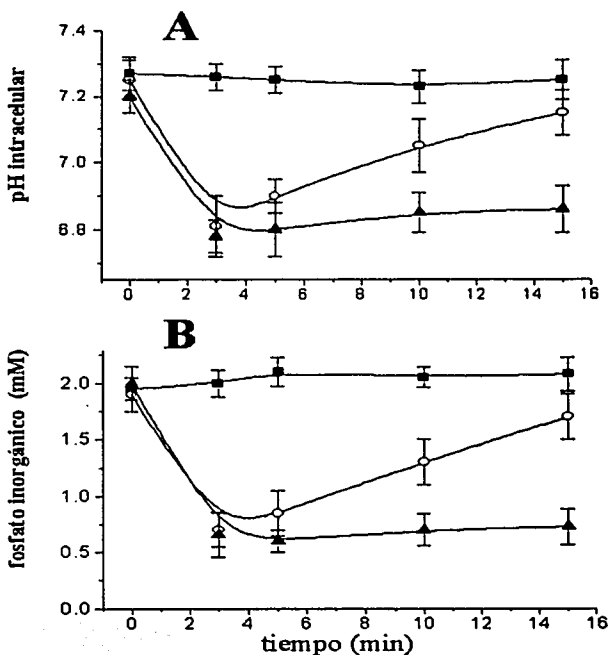 A
7.4
7.2
7.0
6.8
pH intracelular
0 2 4 6 8 10 12 14 16
B
2.0
1.5
1.0
0.5
0.0
fosfato inorgánico (mM)
0 2 4 6 8 10 12 14 16
tiempo (min)